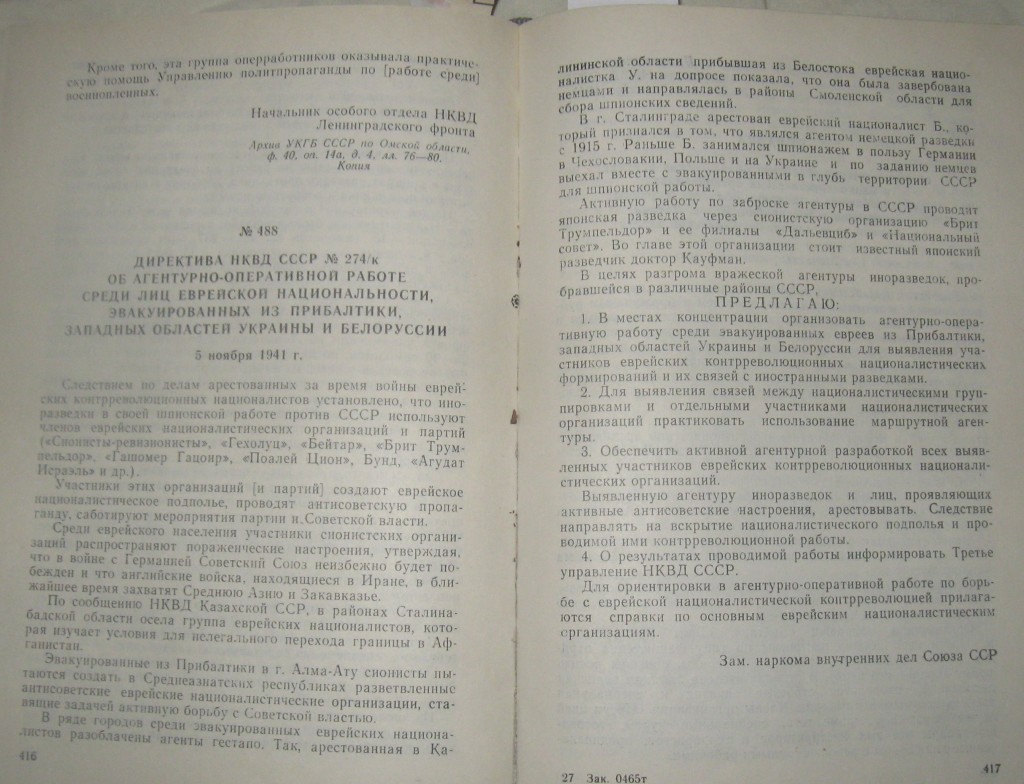 Кроме того, эта группа оперработников оказывала практиче-
скую помощь Управлению политпропаганды по [работе среди]
военнопленных.
Начальник особого отдела НКВД
Ленинградского фронта
Архив УКГБ СССР по Омской области,
ф. 40, оп. 14а, д. 4, лл. 76—80.
Копия
№ 488
ДИРЕКТИВА НКВД СССР № 274/к
ОБ АГЕНТУРНО-ОПЕРАТИВНОЙ РАБОТЕ
СРЕДИ ЛИЦ ЕВРЕЙСКОЙ НАЦИОНАЛЬНОСТИ,
ЭВАКУИРОВАННЫХ ИЗ ПРИБАЛТИКИ,
ЗАПАДНЫХ ОБЛАСТЕЙ УКРАИНЫ И БЕЛОРУССИИ
5 ноября 1941 г.
Следствием по делам арестованных за время войны еврей-
ских контрреволюционных националистов установлено, что ино-
разведки в своей шпионской работе против СССР используют
членов еврейских националистических организаций и партий
(«Сионисты-ревизионисты», «Гехолуц», «Бейтар», «Брит Трум-
пельдор», «Гашомер Гацоир», «Поалей Цион», Бунд, «Агудат
Исраэль» и др.).
Участники этих организаций [и партий] создают еврейское
националистическое подполье, проводят антисоветскую пропа-
ганду, саботируют мероприятия партии и Советской власти.
Среди еврейского населения участники сионистских органи-
заций распространяют пораженческие настроения, утверждая,
что в войне с Германией Советский Союз неизбежно будет по-
бежден и что английские войска, находящиеся в Иране, в бли-
жайшее время захватят Среднюю Азию и Закавказье.
По сообщению НКВД Казахской ССР, в районах Сталина-
бадской области осела группа еврейских националистов, кото-
рая изучает условия для нелегального перехода границы в Аф-
ганистан.
Эвакуированные из Прибалтики в г. Алма-Ату сионисты пы-
таются создать в Среднеазнатских республиках разветвленные
антисоветские еврейские националистические организации, ста-
вящие задачей активную борьбу с Советской властью.
В ряде городов среди эвакуированных еврейских национа-
листов разоблачены агенты гестапо. Так, арестованная в Ка-
416
лининской области прибывшая из Белостока еврейская нацио-
налистка У. на допросе показала, что она была завербована
немцами и направлялась в районы Смоленской области для
сбора шпионских сведений.
В г. Сталинграде арестован еврейский националист Б., ко-
торый признался в том, что являлся агентом немецкой разведки
с 1915 г. Раньше Б. занимался шпионажем в пользу Германии
в Чехословакии, Польше и на Украине и по заданию немцев
выехал вместе с эвакуированными в глубь территории СССР
для шпионской работы.
Активную работу по заброске агентуры в СССР проводят
японская разведка через сионистскую организацию «Брит
Трумпельдор» и ее филиалы «Дальевциб» и «Национальный
совет». Во главе этой организации стоит известный японский
разведчик доктор Кауфман.
В целях разгрома вражеской агентуры иноразведок, про-
бравшейся в различные районы СССР,
ПРЕДЛАГАЮ:
1. В местах концентрации организовать агентурно-опера-
тивную работу среди эвакуированных евреев из Прибалтики,
западных областей Украины и Белоруссии для выявления уча-
стников еврейских контрреволюционных националистических
формирований и их связей с иностранными разведками.
2. Для выявления связей между националистическими груп-
пировками и отдельными участниками националистических
организаций практиковать использование маршрутной аген-
туры.
3. Обеспечить активной агентурной разработкой всех выяв-
ленных участников еврейских контрреволюционных национали-
стических организаций.
Выявленную агентуру иноразведок и лиц, проявляющих
активные антисоветские настроения, арестовывать. Следствие
направлять на вскрытие националистического подполья и про-
водимой ими контрреволюционной работы.
4. О результатах проводимой работы информировать Третье
управление НКВД СССР.
Для ориентировки в агентурно-оперативной работе по борь-
бе с еврейской националистической контрреволюцией прилага-
ются справки по основным еврейским националистическим
организациям.
Зам. наркома внутренних дел Союза ССР
27 Зак. 0465т
417